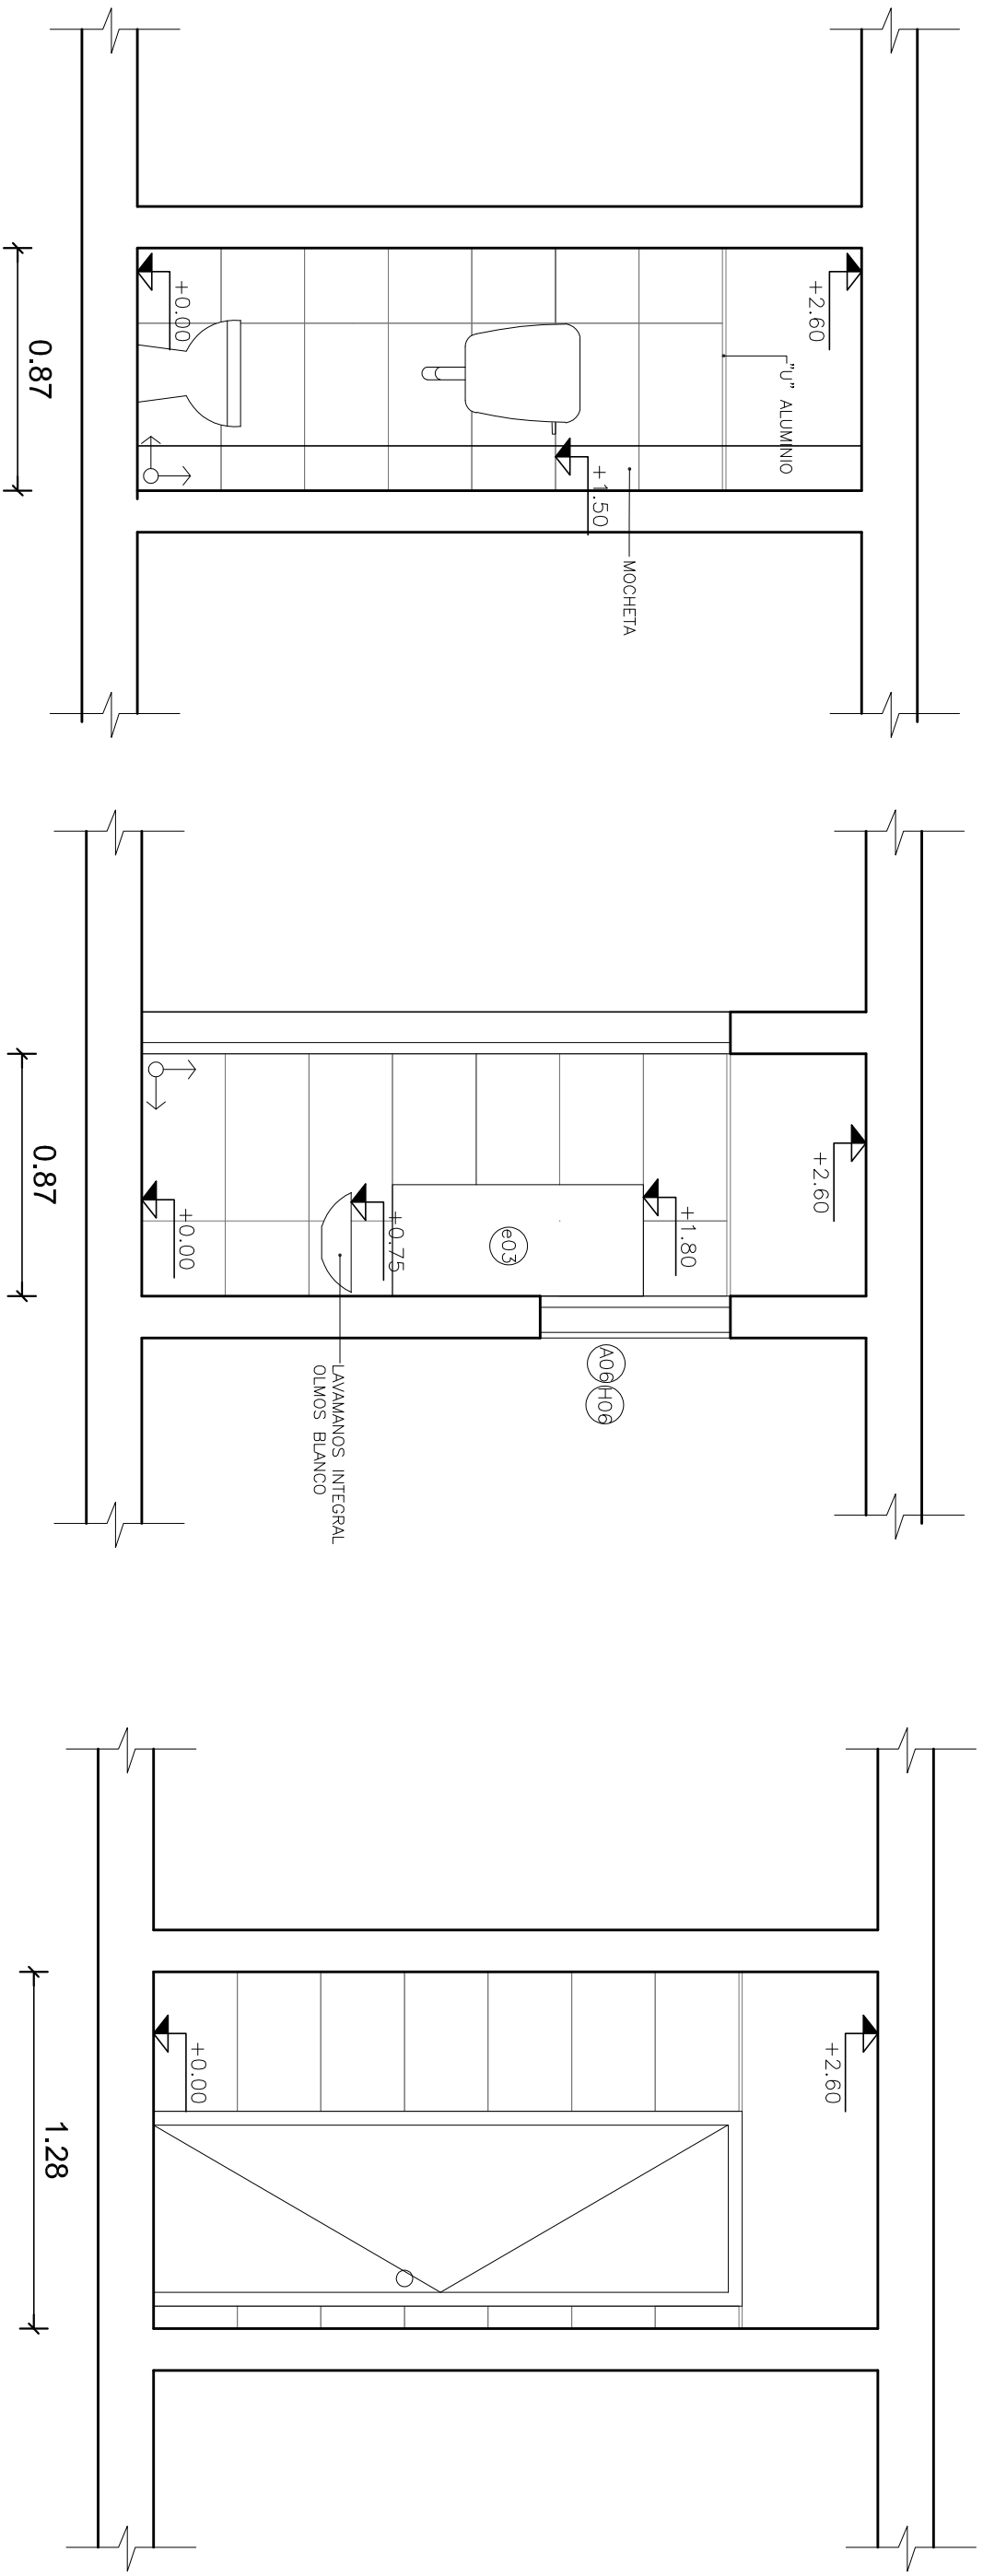 +2.60
"U" ALUMINIO
MOCHETA
+1.50
+0.00
0.87
+2.60
+1.80
A06
H06
e03
+0.75
LAVAMANOS INTEGRAL
OLMOS BLANCO
+0.00
0.87
+2.60
+0.00
1.28